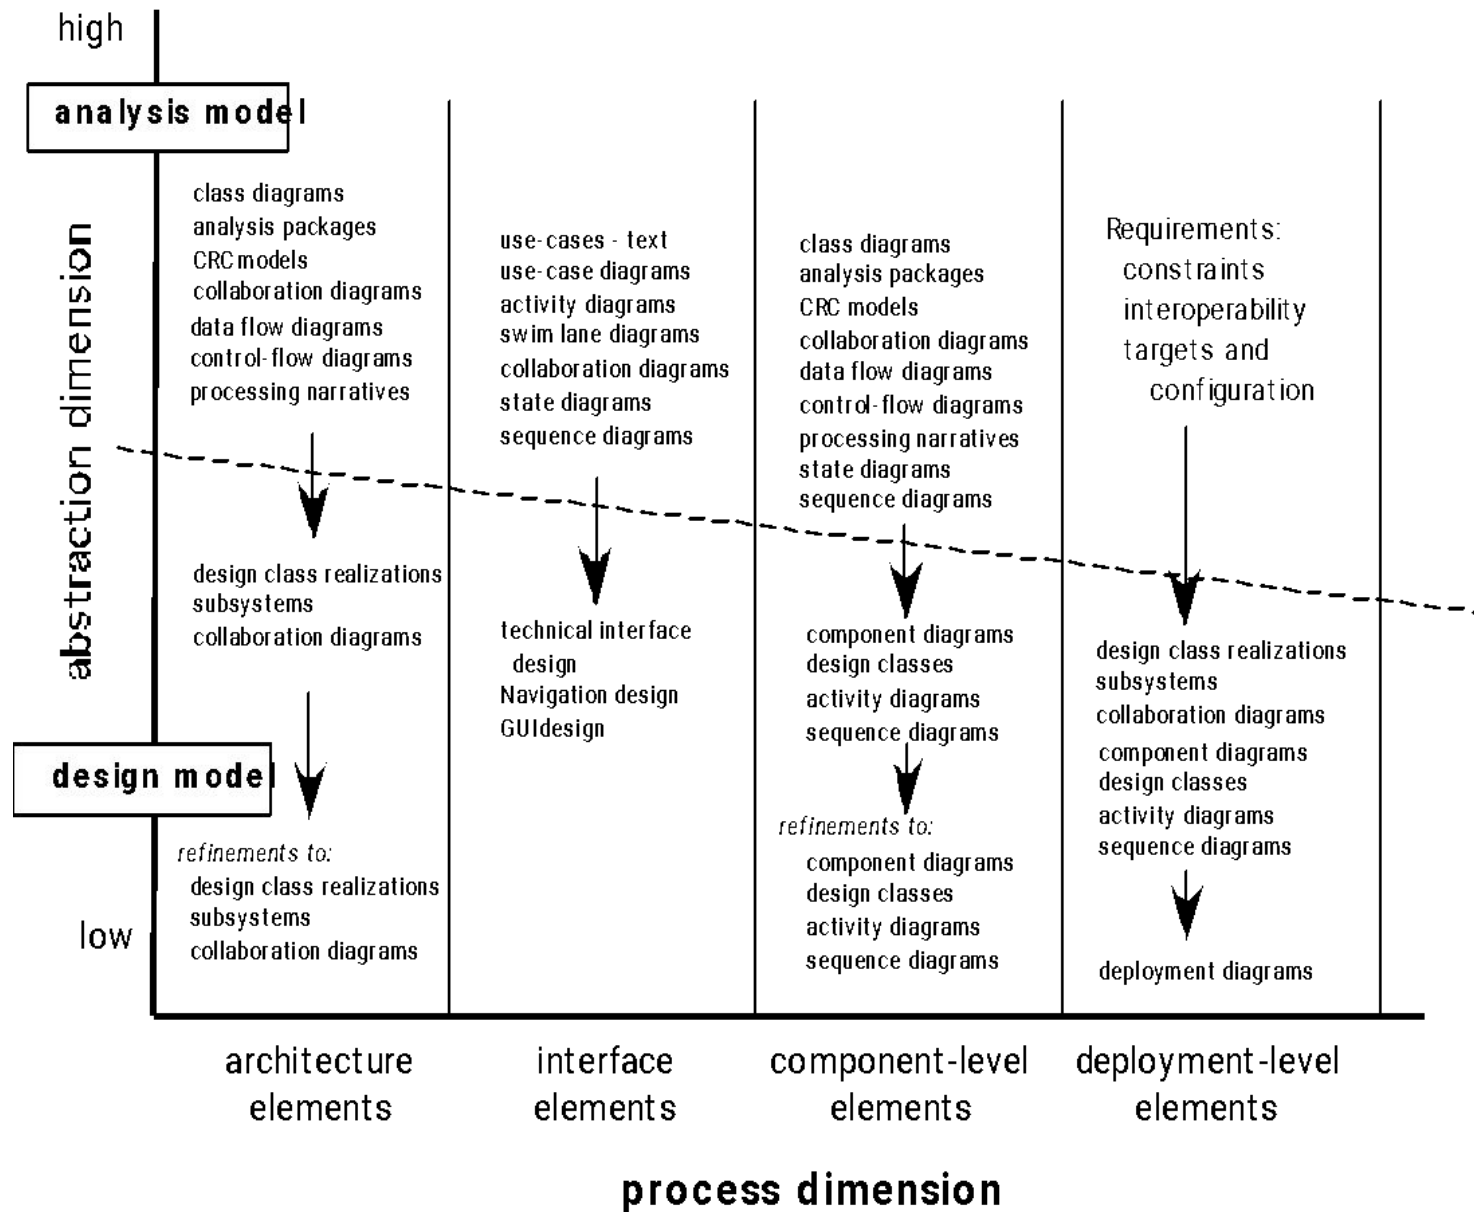 high
analysis model
abstraction dimension
class diagrams
analysis packages
CRC models
collaboration diagrams
data flow diagrams
control-flow diagrams
processing narratives
design class realizations
subsystems
collaboration diagrams
design model
refinements to:
design class realizations
subsystems
collaboration diagrams
low
use-cases - text
use-case diagrams
activity diagrams
swim lane diagrams
collaboration diagrams
state diagrams
sequence diagrams
technical interface
design
Navigation design
GUIdesign
class diagrams
analysis packages
CRC models
collaboration diagrams
data flow diagrams
control-flow diagrams
processing narratives
state diagrams
sequence diagrams
component diagrams
design classes
activity diagrams
sequence diagrams
refinements to:
component diagrams
design classes
activity diagrams
sequence diagrams
Requirements:
constraints
interoperability
targets and
configuration
design class realizations
subsystems
collaboration diagrams
component diagrams
design classes
activity diagrams
sequence diagrams
deployment diagrams
architecture
elements
interface
elements
component-level
elements
deployment-level
elements
process dimension